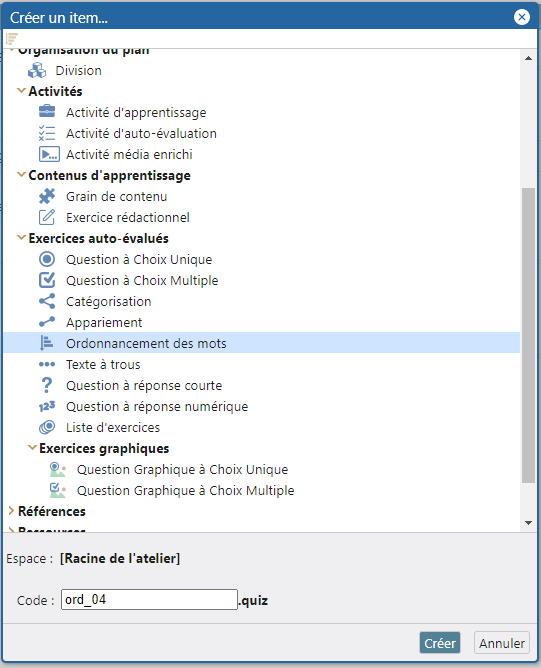 Créer un item...
Organisation du plan
Division
Activités
Activité d'apprentissage
Activité d'auto-évaluation
Activité média enrichi
Contenus d'apprentissage
Grain de contenu
Exercice rédactionnel
Exercices auto-évalués
Question à Choix Unique
Question à Choix Multiple
Catégorisation
Appariement
Ordonnancement des mots
Texte à trous
Question à réponse courte
Question à réponse numérique
Liste d'exercices
Exercices graphiques
Question Graphique à Choix Unique
Question Graphique à Choix Multiple
Références
Ressources
Espace : [Racine de l'atelier]
Code : ord_04.quiz
Créer Annuler